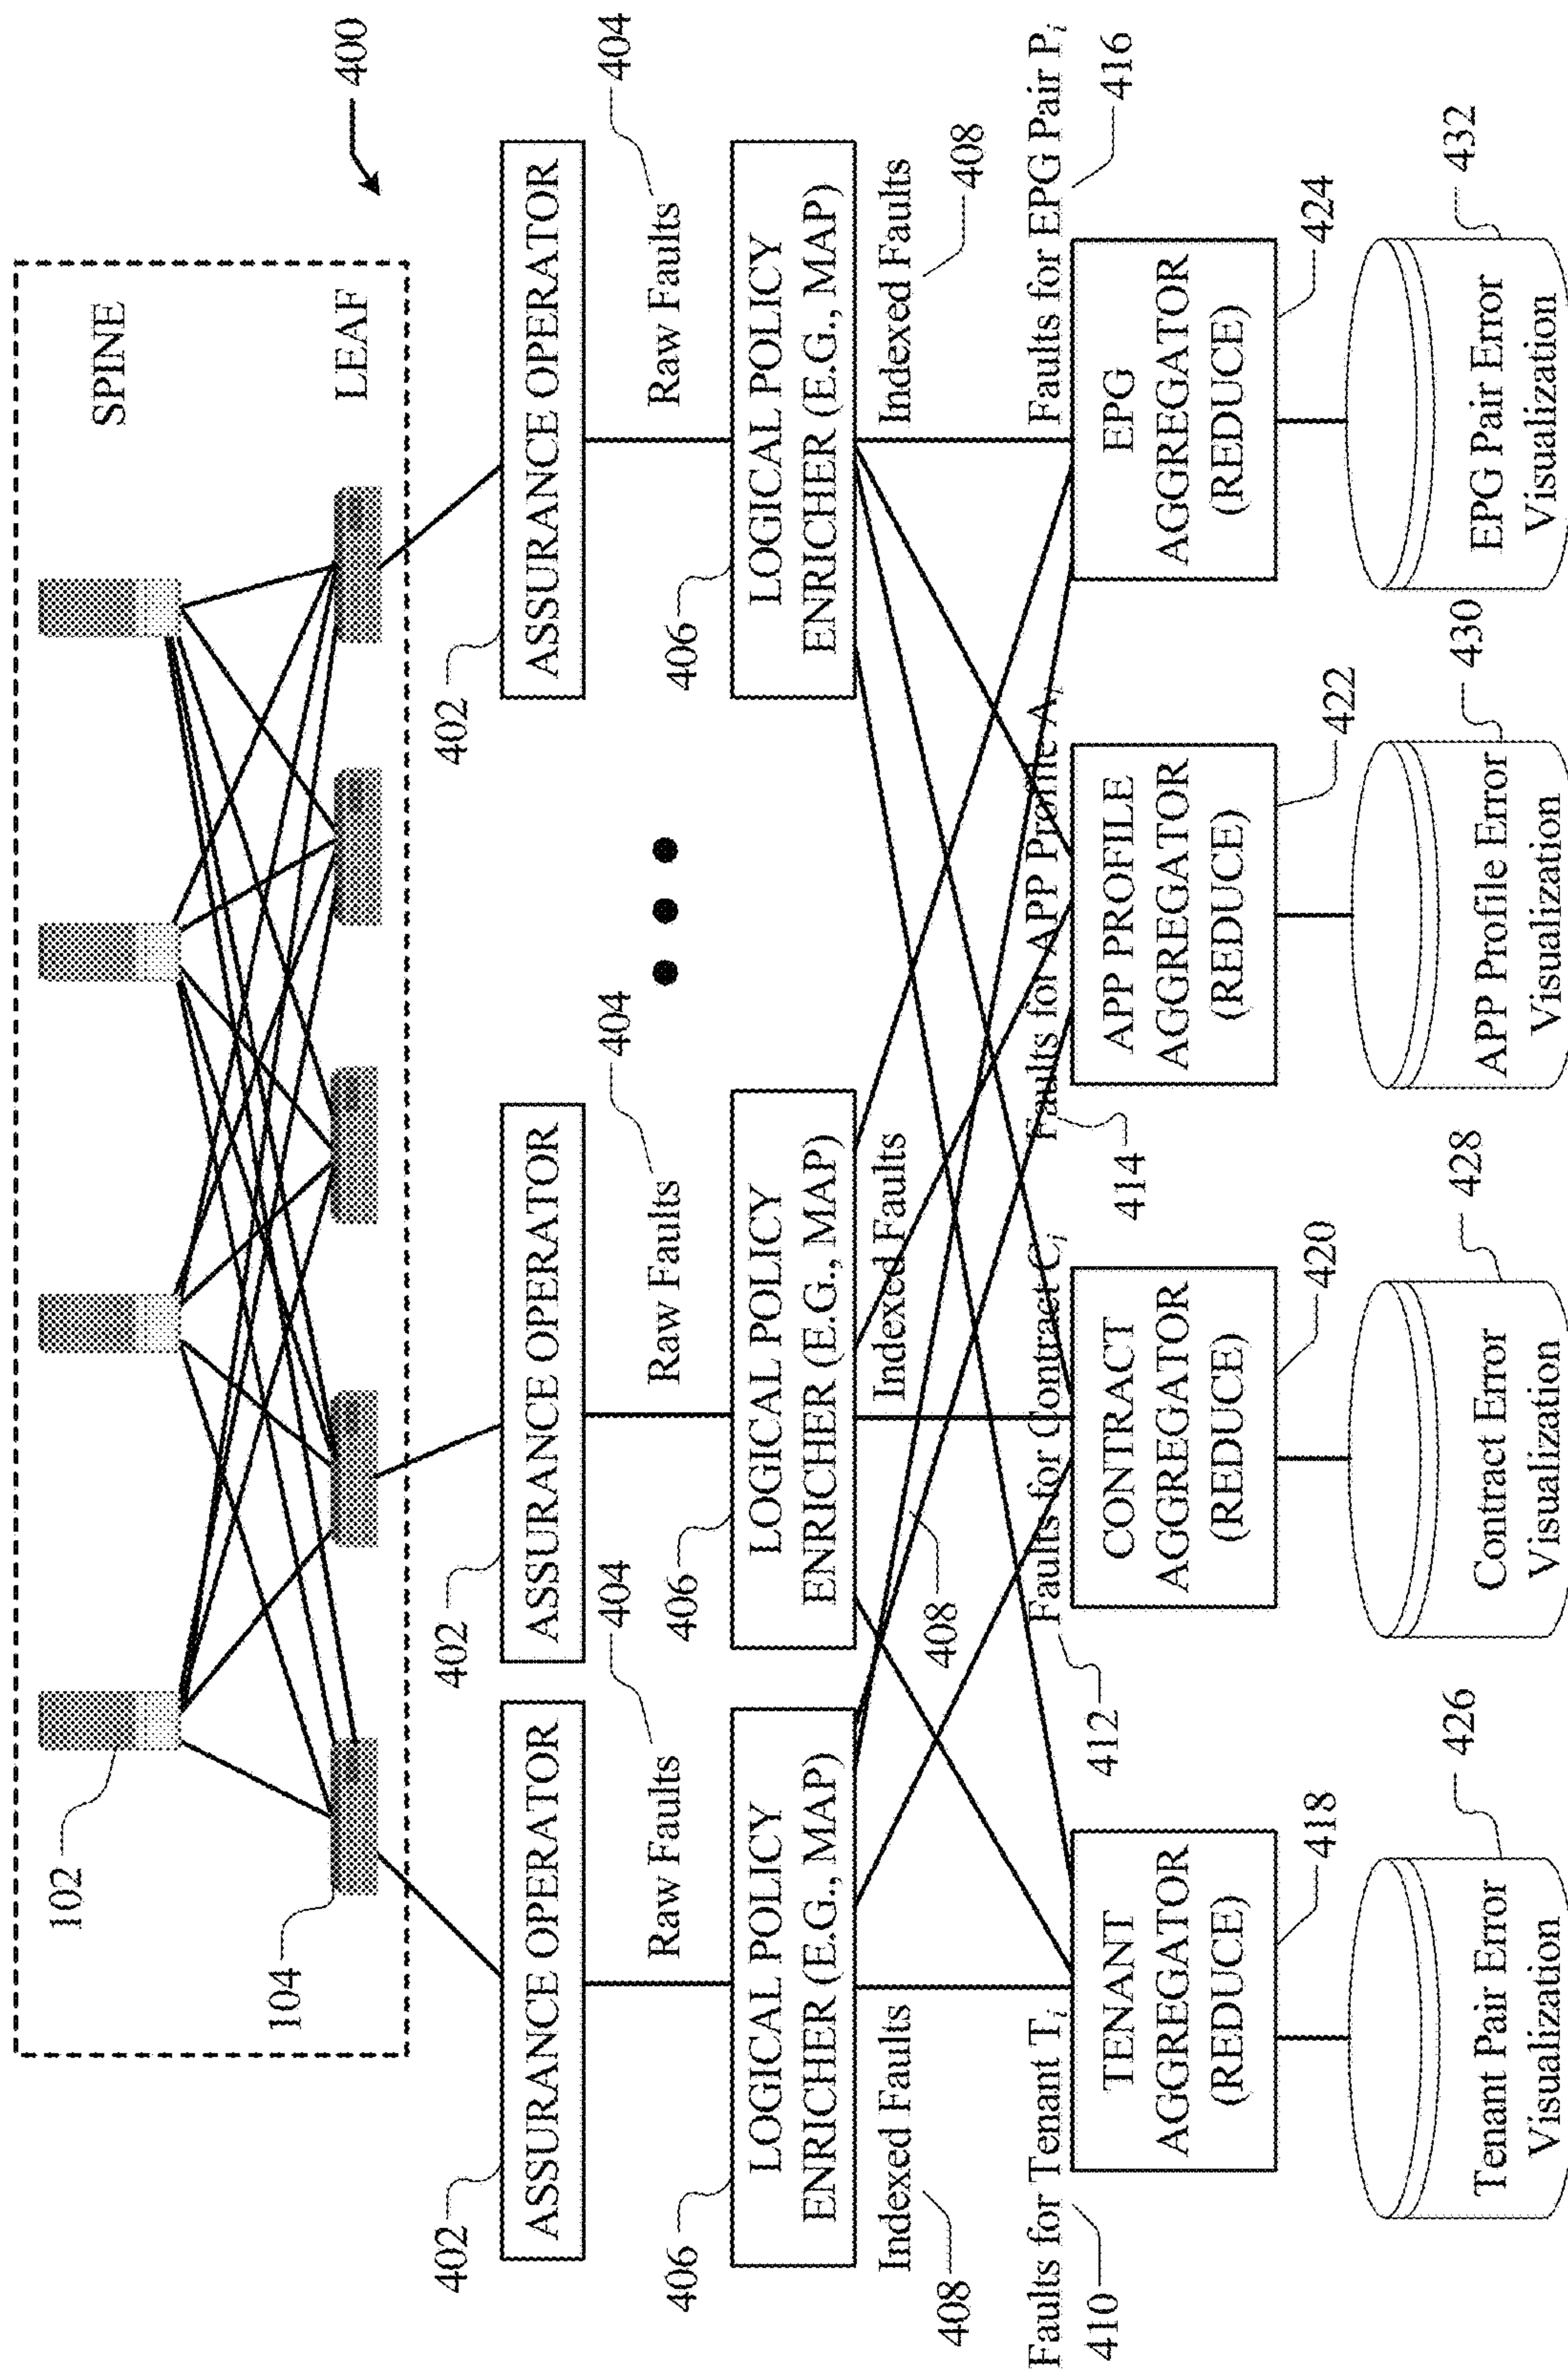 SPINE
102
LEAF
400
104
402
ASSURANCE OPERATOR
402
ASSURANCE OPERATOR
402
ASSURANCE OPERATOR
Raw Faults
404
Raw Faults
404
Raw Faults
404
406
LOGICAL POLICY
ENRICHER (E.G., MAP)
406
LOGICAL POLICY
ENRICHER (E.G., MAP)
406
LOGICAL POLICY
ENRICHER (E.G., MAP)
Indexed Faults
408
Indexed Faults
408
Indexed Faults
408
Faults for Tenant Ti
410
Faults for Contract Ci
412
Faults for APP Profile Ai
414
Faults for EPG Pair Pi
416
TENANT
AGGREGATOR
(REDUCE)
418
CONTRACT
AGGREGATOR
(REDUCE)
420
APP PROFILE
AGGREGATOR
(REDUCE)
422
EPG
AGGREGATOR
(REDUCE)
424
Tenant Pair Error
Visualization
426
Contract Error
Visualization
428
APP Profile Error
Visualization
430
EPG Pair Error
Visualization
432